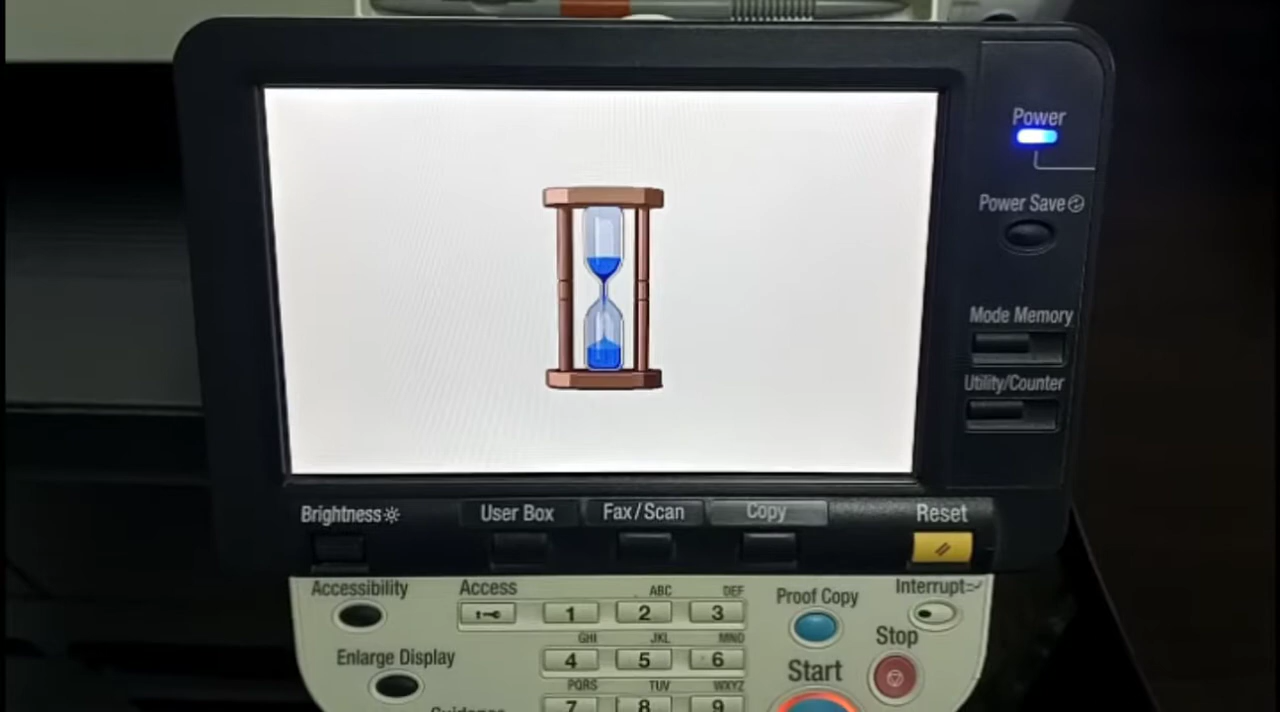 Power
Power Save
Mode Memory
Utility/Counter
Brightness
User Box
Fax/Scan
Copy
Reset
Accessibility
Access
ABC
DEF
1
2
3
Proof Copy
Interrupt
GHI
JKL
MNO
Stop
Enlarge Display
4
5
6
Start
PQRS
TUV
WXYZ
7
8
9
Guidance